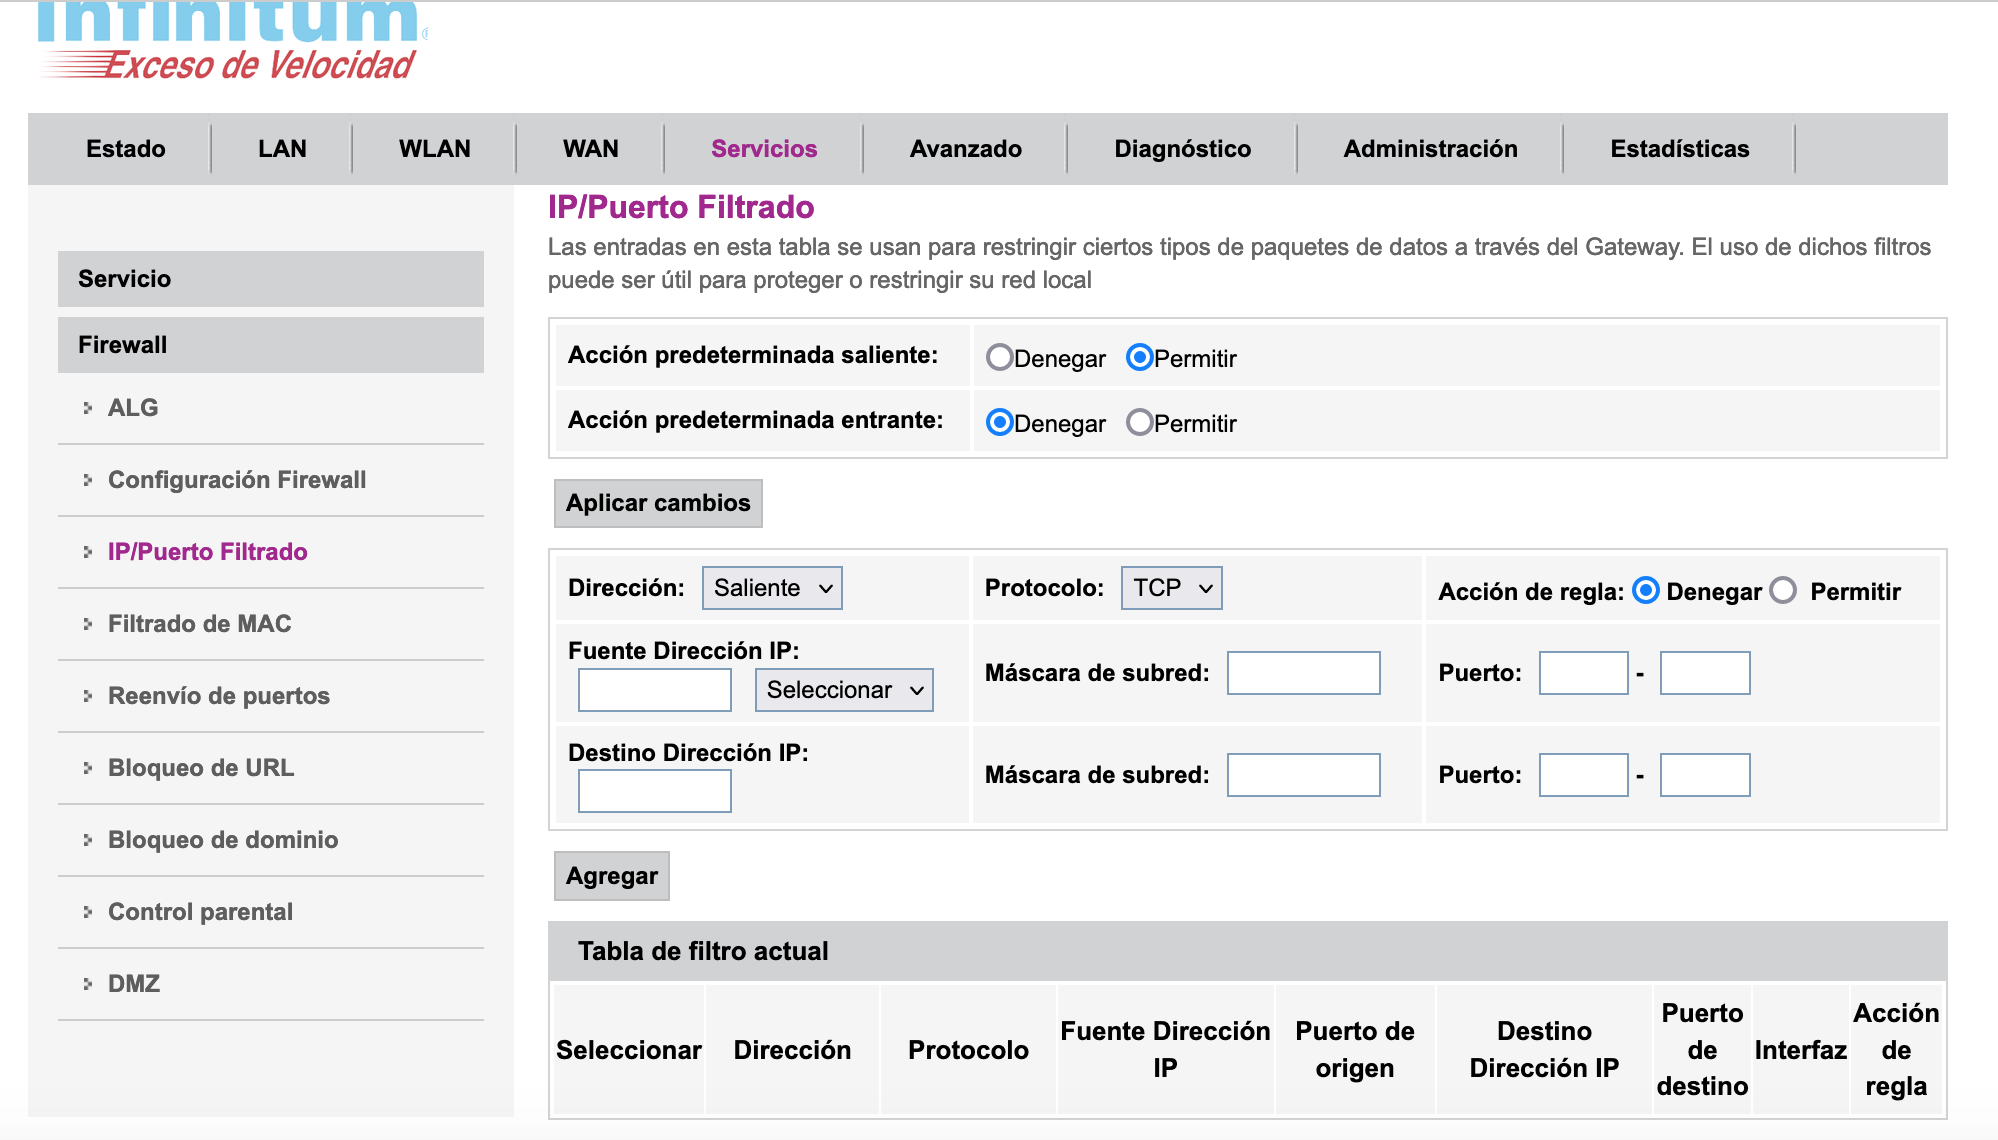 infinitum
Exceso de Velocidad
Estado LAN WLAN WAN Servicios Avanzado Diagnóstico Administración Estadísticas
Servicio
Firewall
ALG
Configuración Firewall
IP/Puerto Filtrado
Filtrado de MAC
Reenvío de puertos
Bloqueo de URL
Bloqueo de dominio
Control parental
DMZ
IP/Puerto Filtrado
Las entradas en esta tabla se usan para restringir ciertos tipos de paquetes de datos a través del Gateway. El uso de dichos filtros
puede ser útil para proteger o restringir su red local
Acción predeterminada saliente: Denegar Permitir
Acción predeterminada entrante: Denegar Permitir
Aplicar cambios
Dirección: Saliente Protocolo: TCP Acción de regla: Denegar Permitir
Fuente Dirección IP:
Seleccionar Máscara de subred: Puerto: -
Destino Dirección IP:
Máscara de subred: Puerto: -
Agregar
Tabla de filtro actual
Seleccionar
Dirección
Protocolo
Fuente Dirección
IP
Puerto de
origen
Destino
Dirección IP
Puerto
de
destino
Interfaz
Acción
de
regla